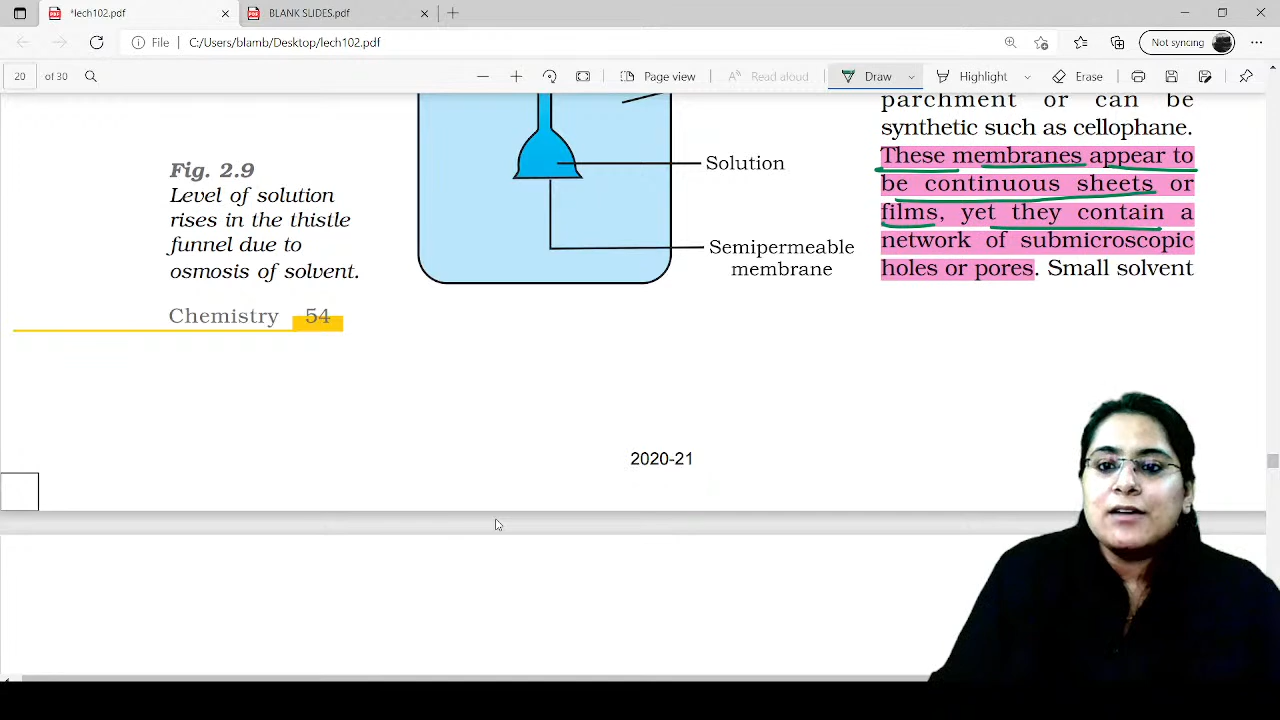 *lech102.pdf
BLANK SLIDES.pdf
File C:/Users/blamb/Desktop/lech102.pdf
Not syncing
20 of 30
Page view
Read aloud
Draw
Highlight
Erase
parchment or can be
synthetic such as cellophane.
These membranes appear to
be continuous sheets or
films, yet they contain a
network of submicroscopic
holes or pores. Small solvent
Solution
Semipermeable
membrane
Fig. 2.9
Level of solution
rises in the thistle
funnel due to
osmosis of solvent.
Chemistry 54
2020-21